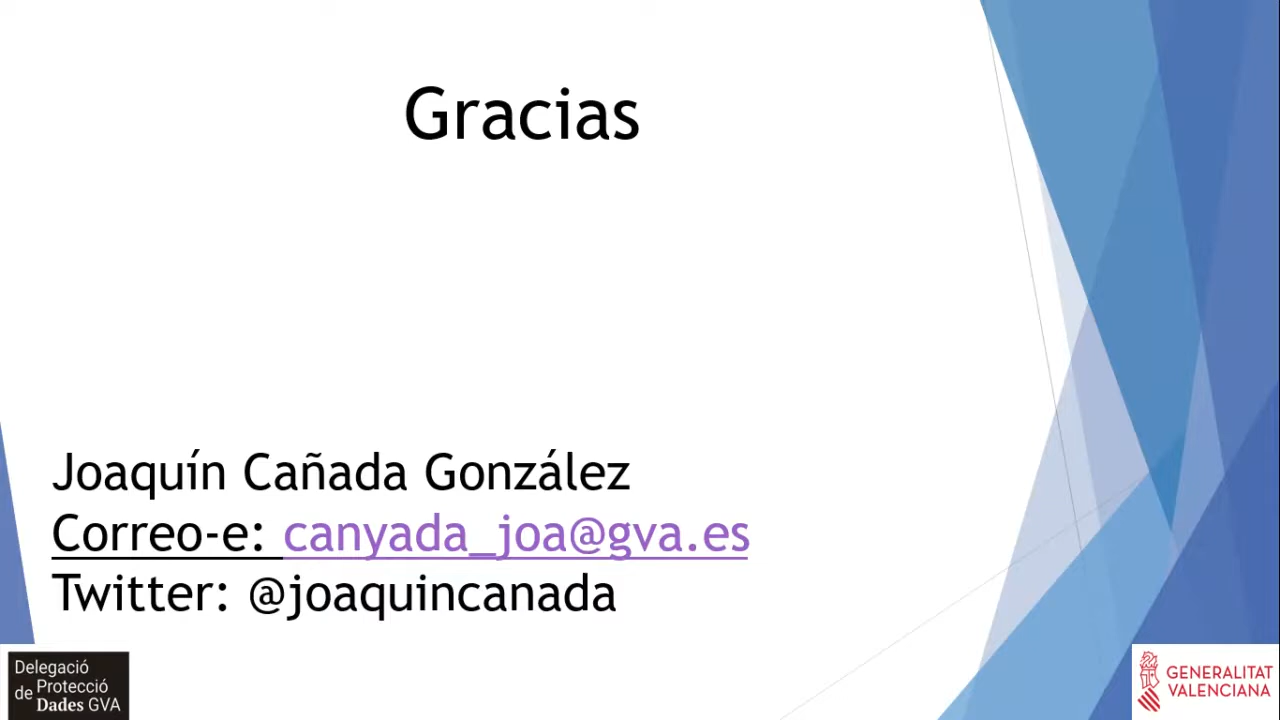 Gracias
Joaquín Cañada González
Correo-e: canyada_joa@gva.es
Twitter: @joaquincanada
Delegació
de Protecció
Dades GVA
GENERALITAT
VALENCIANA